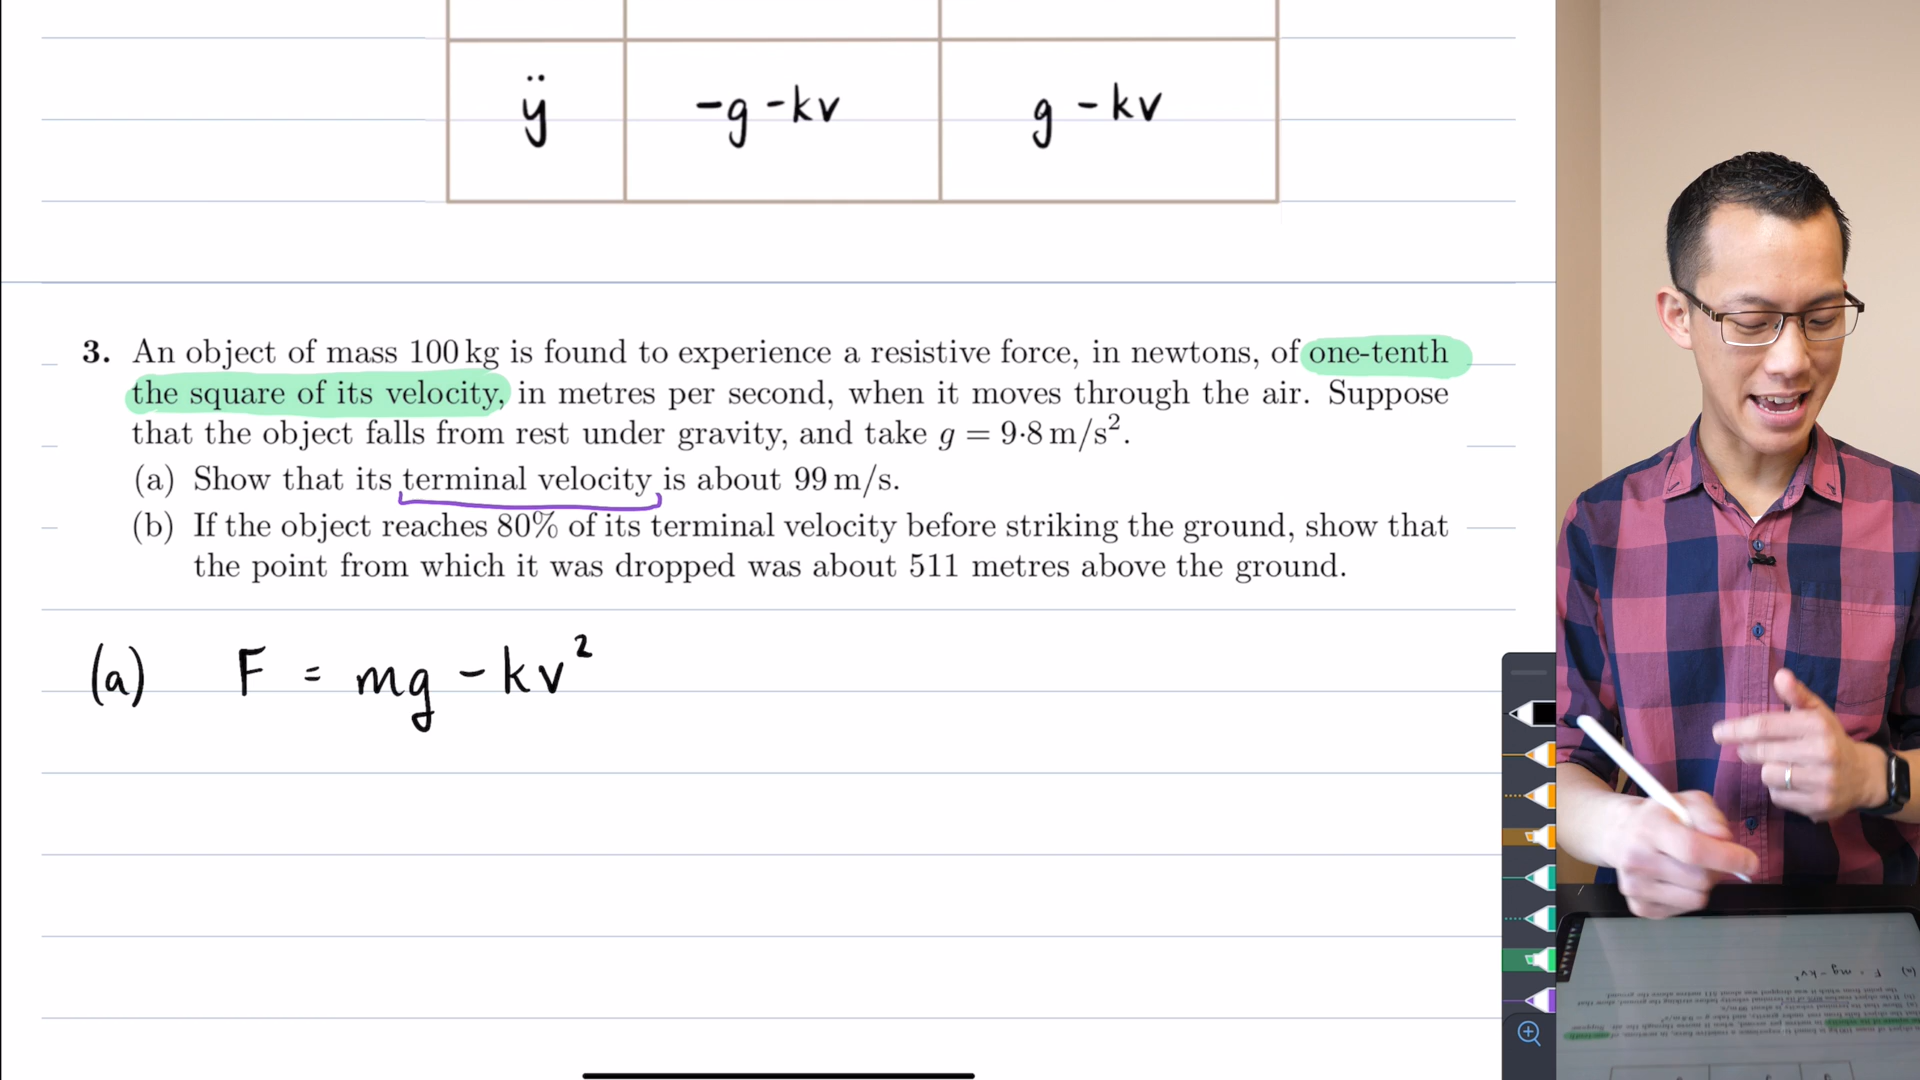 ÿ -g -kv g - kv
3. An object of mass 100 kg is found to experience a resistive force, in newtons, of one-tenth
the square of its velocity, in metres per second, when it moves through the air. Suppose
that the object falls from rest under gravity, and take g = 9·8 m/s².
(a) Show that its terminal velocity is about 99 m/s.
(b) If the object reaches 80% of its terminal velocity before striking the ground, show that
the point from which it was dropped was about 511 metres above the ground.
(a) F = mg - kv²